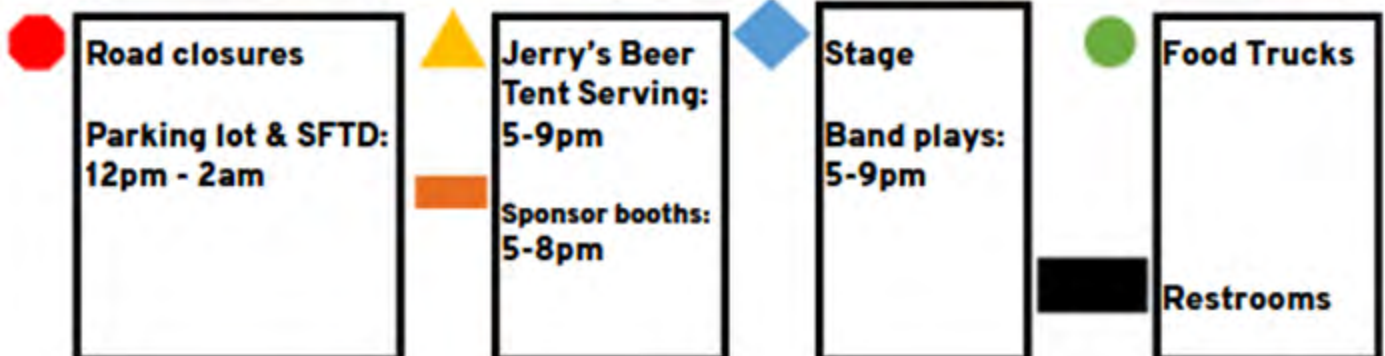 Road closures
Parking lot & SFTD:
12pm - 2am
Jerry's Beer
Tent Serving:
5-9pm
Sponsor booths:
5-8pm
Stage
Band plays:
5-9pm
Food Trucks
Restrooms